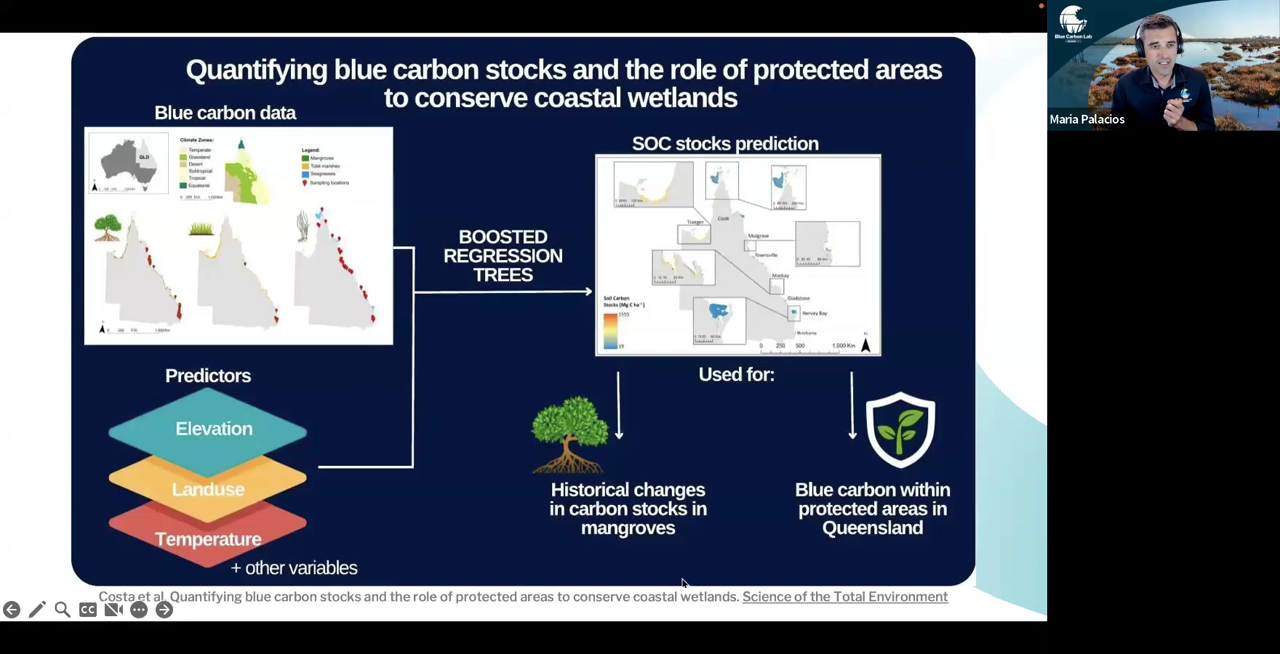 Quantifying blue carbon stocks and the role of protected areas
to conserve coastal wetlands
Blue carbon data
QLD
Climate Zones:
Temperate
Grassland
Desert
Subtropical
Tropical
Equatorial
Legend:
Mangroves
Tidal marshes
Seagrasses
Sampling locations
BOOSTED
REGRESSION
TREES
SOC stocks prediction
Cook
Mulgrave
Townsville
Mackay
Gladstone
Hervey Bay
Brisbane
Soil Carbon
Stocks (Mg C ha⁻¹)
0 250 500 1,000 Km
Predictors
Elevation
Landuse
Temperature
+ other variables
Used for:
Historical changes
in carbon stocks in
mangroves
Blue carbon within
protected areas in
Queensland
Costa et al. Quantifying blue carbon stocks and the role of protected areas to conserve coastal wetlands. Science of the Total Environment
CC
Blue Carbon Lab
Maria Palacios